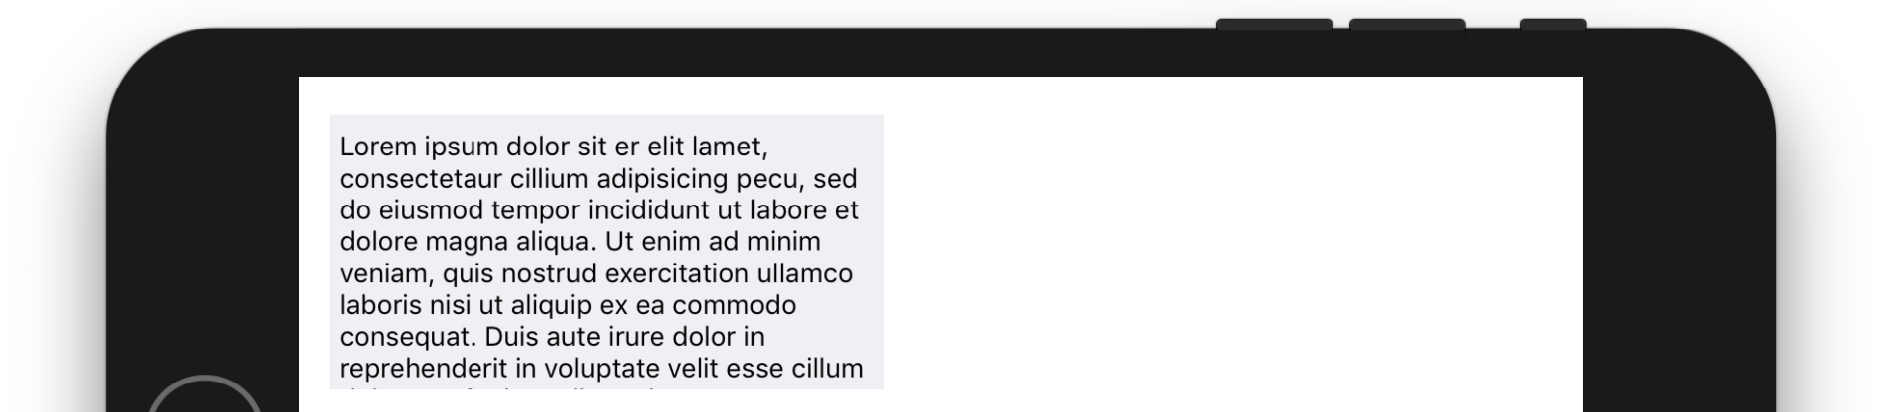 Lorem ipsum dolor sit er elit lamet,
consectetaur cillium adipisicing pecu, sed
do eiusmod tempor incididunt ut labore et
dolore magna aliqua. Ut enim ad minim
veniam, quis nostrud exercitation ullamco
laboris nisi ut aliquip ex ea commodo
consequat. Duis aute irure dolor in
reprehenderit in voluptate velit esse cillum